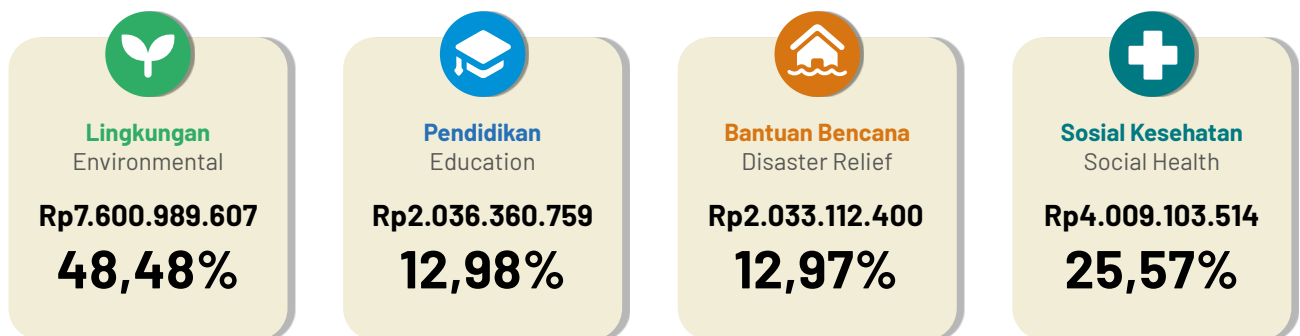 Lingkungan
Environmental
Rp7.600.989.607
48,48%
Pendidikan
Education
Rp2.036.360.759
12,98%
Bantuan Bencana
Disaster Relief
Rp2.033.112.400
12,97%
Sosial Kesehatan
Social Health
Rp4.009.103.514
25,57%